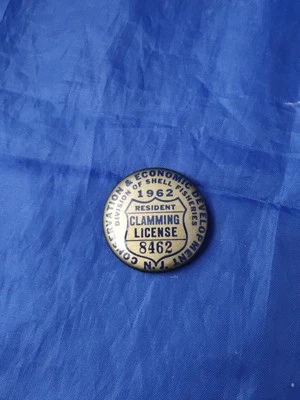 CONSERVATION & ECONOMIC DEVELOPMENT
DIVISION OF SHELL FISHERIES
1962
RESIDENT
CLAMMING
LICENSE
8462
N.J.